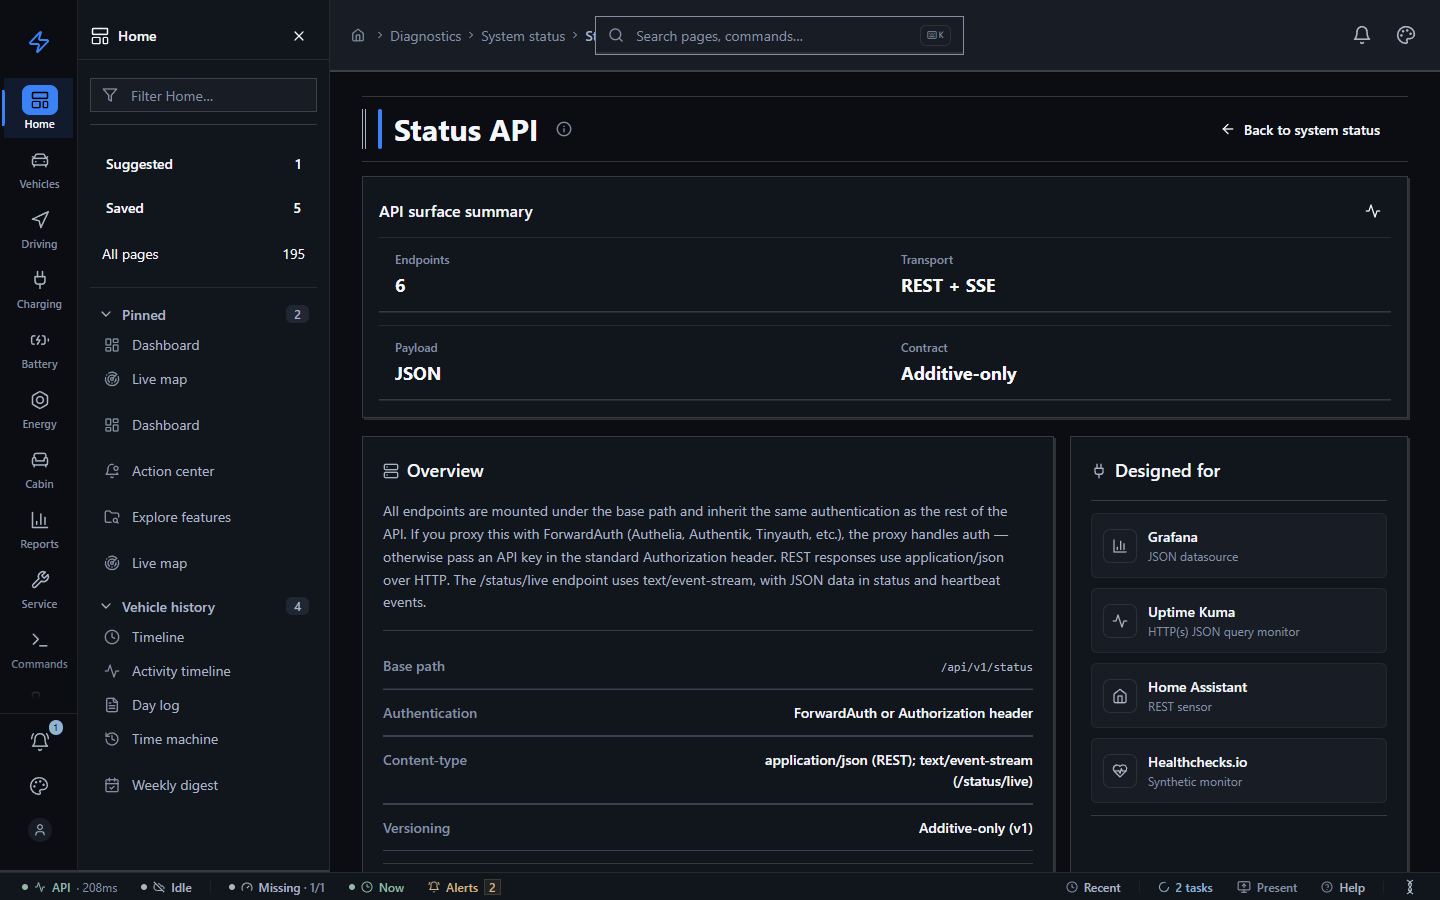 Home
Vehicles
Driving
Charging
Battery
Energy
Cabin
Reports
Service
Commands
1
Home
Filter Home...
Suggested 1
Saved 5
All pages 195
Pinned 2
Dashboard
Live map
Dashboard
Action center
Explore features
Live map
Vehicle history 4
Timeline
Activity timeline
Day log
Time machine
Weekly digest
Diagnostics System status
Search pages, commands... K
Status API
Back to system status
API surface summary
Endpoints
6
Transport
REST + SSE
Payload
JSON
Contract
Additive-only
Overview
All endpoints are mounted under the base path and inherit the same authentication as the rest of the
API. If you proxy this with ForwardAuth (Authelia, Authentik, Tinyauth, etc.), the proxy handles auth —
otherwise pass an API key in the standard Authorization header. REST responses use application/json
over HTTP. The /status/live endpoint uses text/event-stream, with JSON data in status and heartbeat
events.
Base path /api/v1/status
Authentication ForwardAuth or Authorization header
Content-type application/json (REST); text/event-stream
(/status/live)
Versioning Additive-only (v1)
Designed for
Grafana
JSON datasource
Uptime Kuma
HTTP(s) JSON query monitor
Home Assistant
REST sensor
Healthchecks.io
Synthetic monitor
API · 208ms
Idle
Missing · 1/1
Now
Alerts 2
Recent
2 tasks
Present
Help